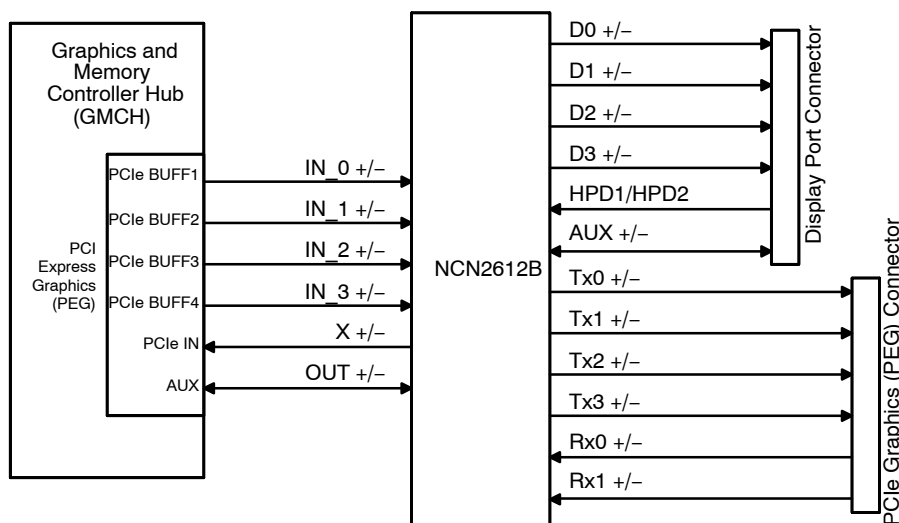 Graphics and
Memory
Controller Hub
(GMCH)
PCI
Express
Graphics
(PEG)
PCIe BUFF1
PCIe BUFF2
PCIe BUFF3
PCIe BUFF4
PCIe IN
AUX
IN_0 +/−
IN_1 +/−
IN_2 +/−
IN_3 +/−
X +/−
OUT +/−
NCN2612B
D0 +/−
D1 +/−
D2 +/−
D3 +/−
HPD1/HPD2
AUX +/−
Tx0 +/−
Tx1 +/−
Tx2 +/−
Tx3 +/−
Rx0 +/−
Rx1 +/−
Display Port Connector
PCIe Graphics (PEG) Connector